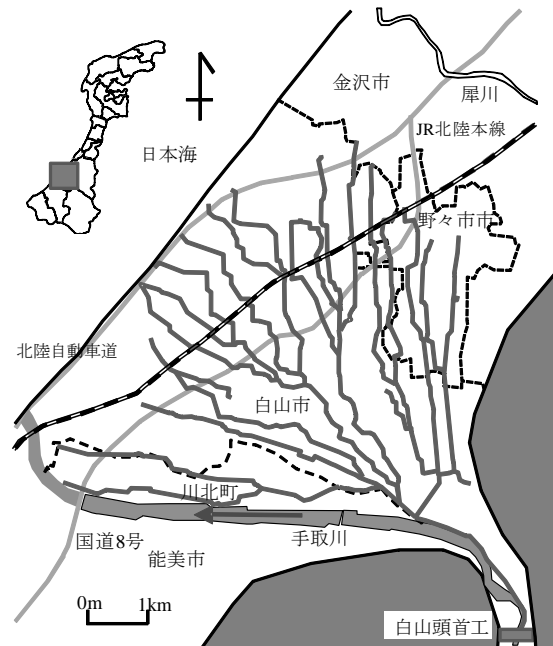 金沢市
犀川
JR北陸本線
日本海
野々市市
北陸自動車道
白山市
川北町
国道8号
手取川
能美市
0m 1km
白山頭首工